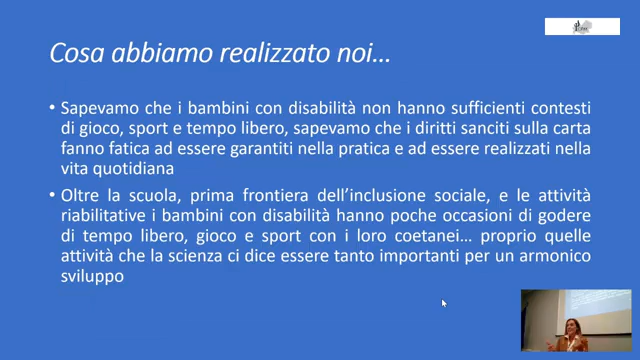 Cosa abbiamo realizzato noi…
• Sapevamo che i bambini con disabilità non hanno sufficienti contesti
di gioco, sport e tempo libero, sapevamo che i diritti sanciti sulla carta
fanno fatica ad essere garantiti nella pratica e ad essere realizzati nella
vita quotidiana
• Oltre la scuola, prima frontiera dell’inclusione sociale, e le attività
riabilitative i bambini con disabilità hanno poche occasioni di godere
di tempo libero, gioco e sport con i loro coetanei… proprio quelle
attività che la scienza ci dice essere tanto importanti per un armonico
sviluppo